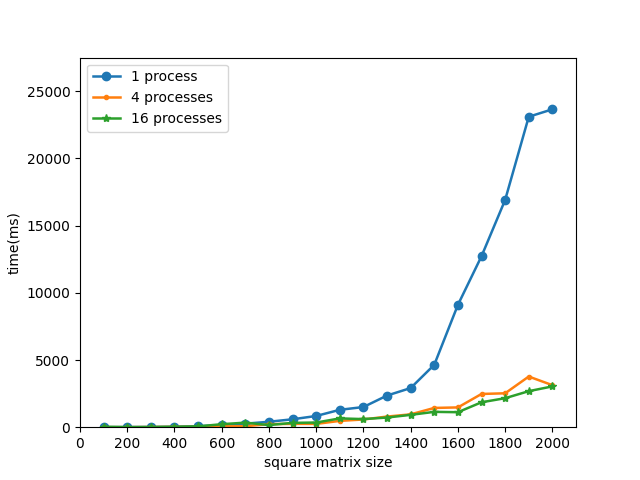 1 process
4 processes
16 processes
25000
20000
15000
10000
5000
0
time(ms)
0 200 400 600 800 1000 1200 1400 1600 1800 2000
square matrix size